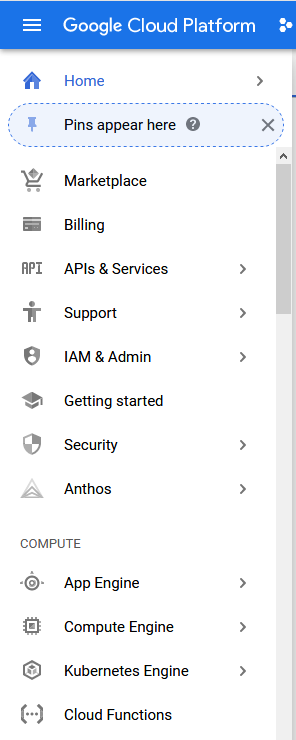 Google Cloud Platform
Home
Pins appear here ?
Marketplace
Billing
API APIs & Services
Support
IAM & Admin
Getting started
Security
Anthos
COMPUTE
App Engine
Compute Engine
Kubernetes Engine
Cloud Functions